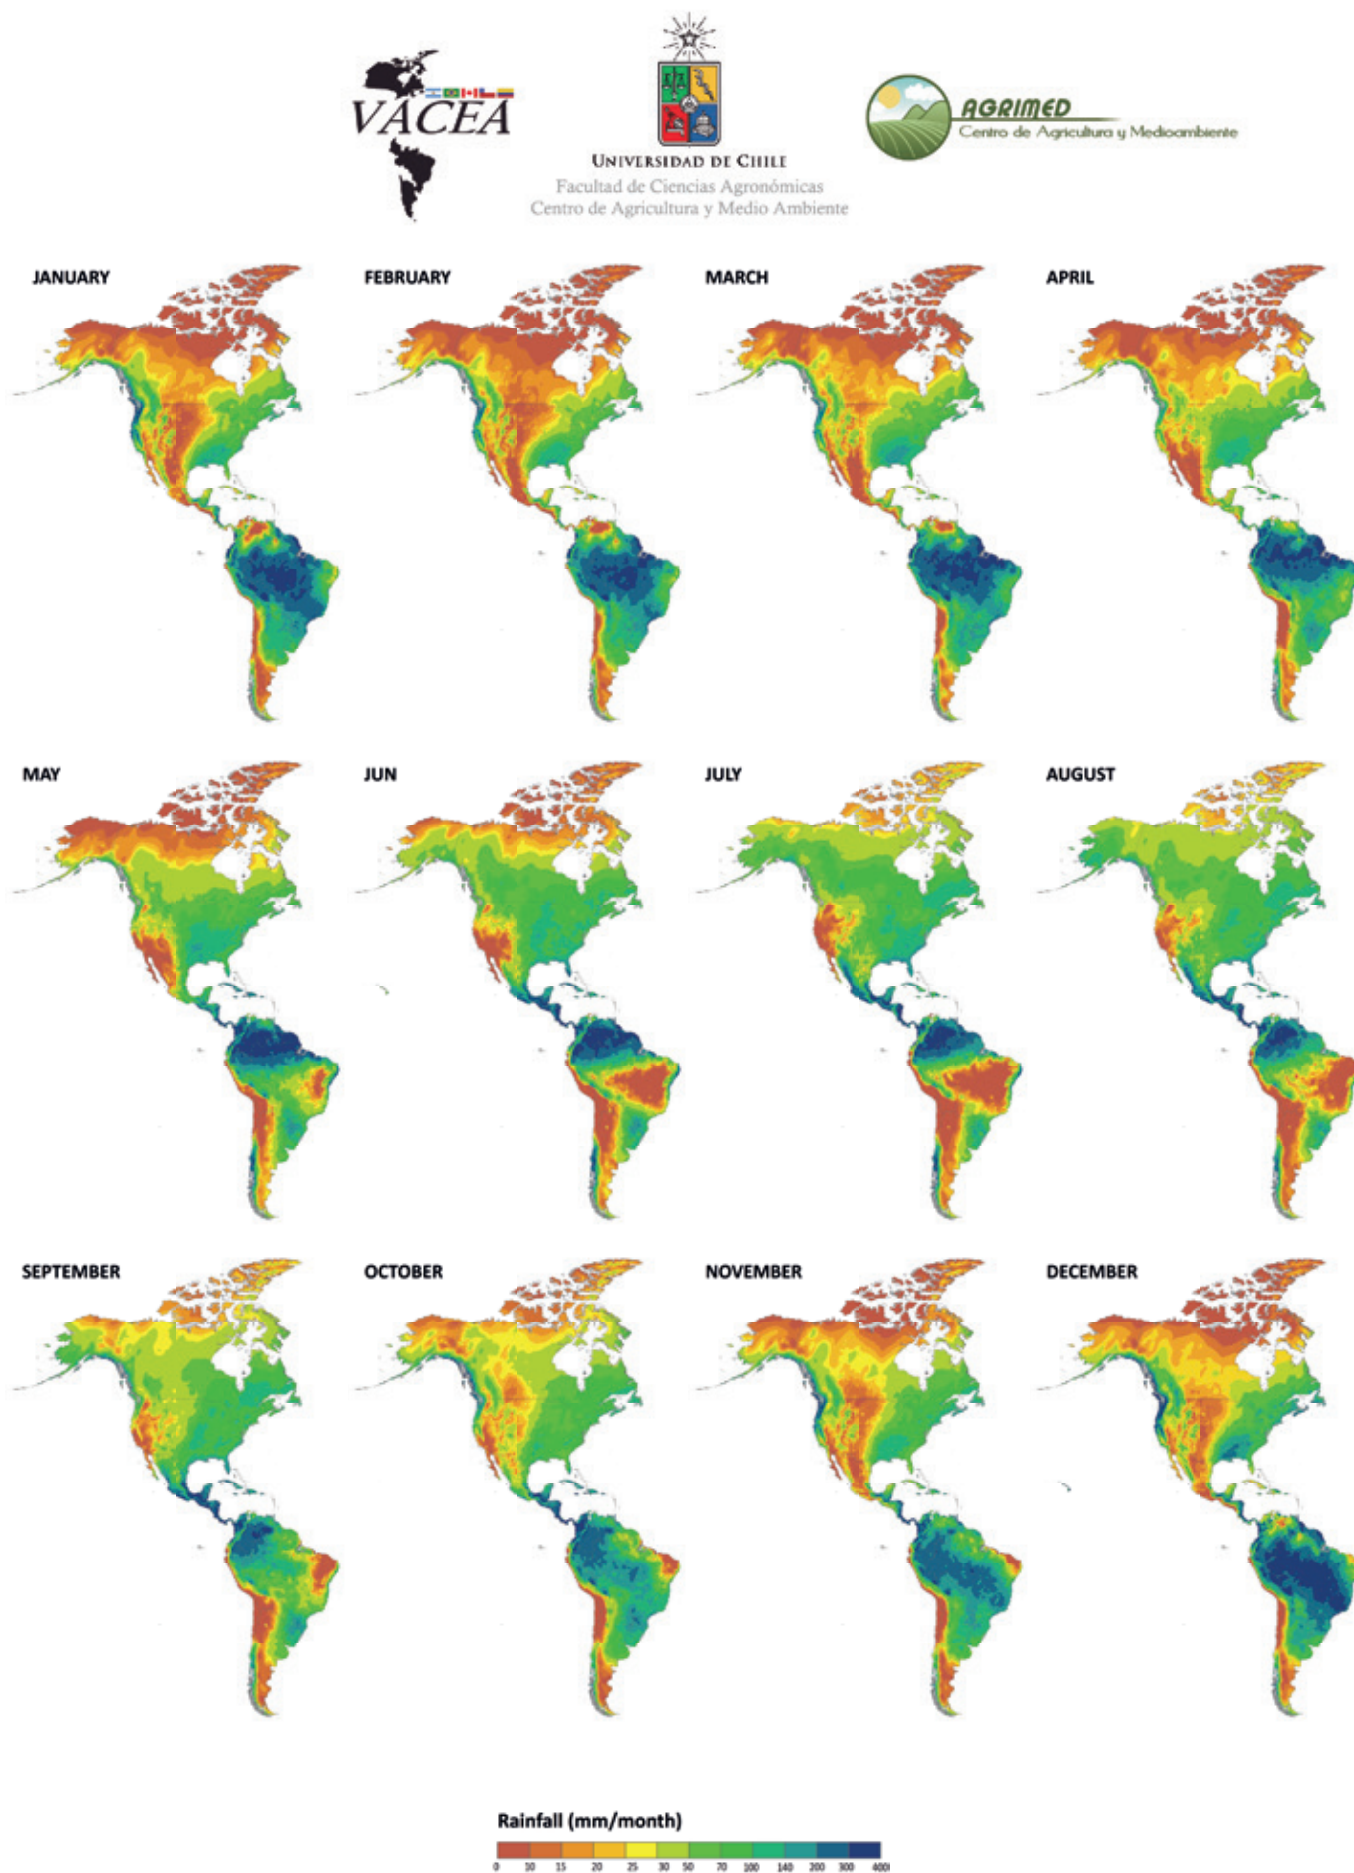 VACEA
UNIVERSIDAD DE CHILE
Facultad de Ciencias Agronómicas
Centro de Agricultura y Medio Ambiente
AGRIMED
Centro de Agricultura y Medioambiente
JANUARY
FEBRUARY
MARCH
APRIL
MAY
JUN
JULY
AUGUST
SEPTEMBER
OCTOBER
NOVEMBER
DECEMBER
Rainfall (mm/month)
0 10 15 20 25 30 50 70 100 140 200 300 400